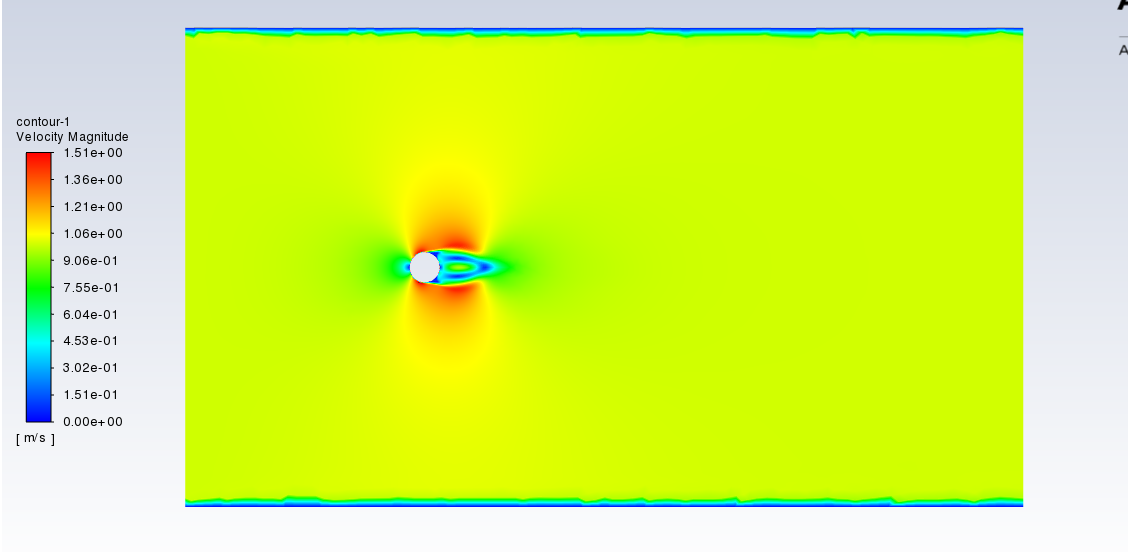 contour-1
Velocity Magnitude
1.51e+00
1.36e+00
1.21e+00
1.06e+00
9.06e-01
7.55e-01
6.04e-01
4.53e-01
3.02e-01
1.51e-01
0.00e+00
[ m/s ]